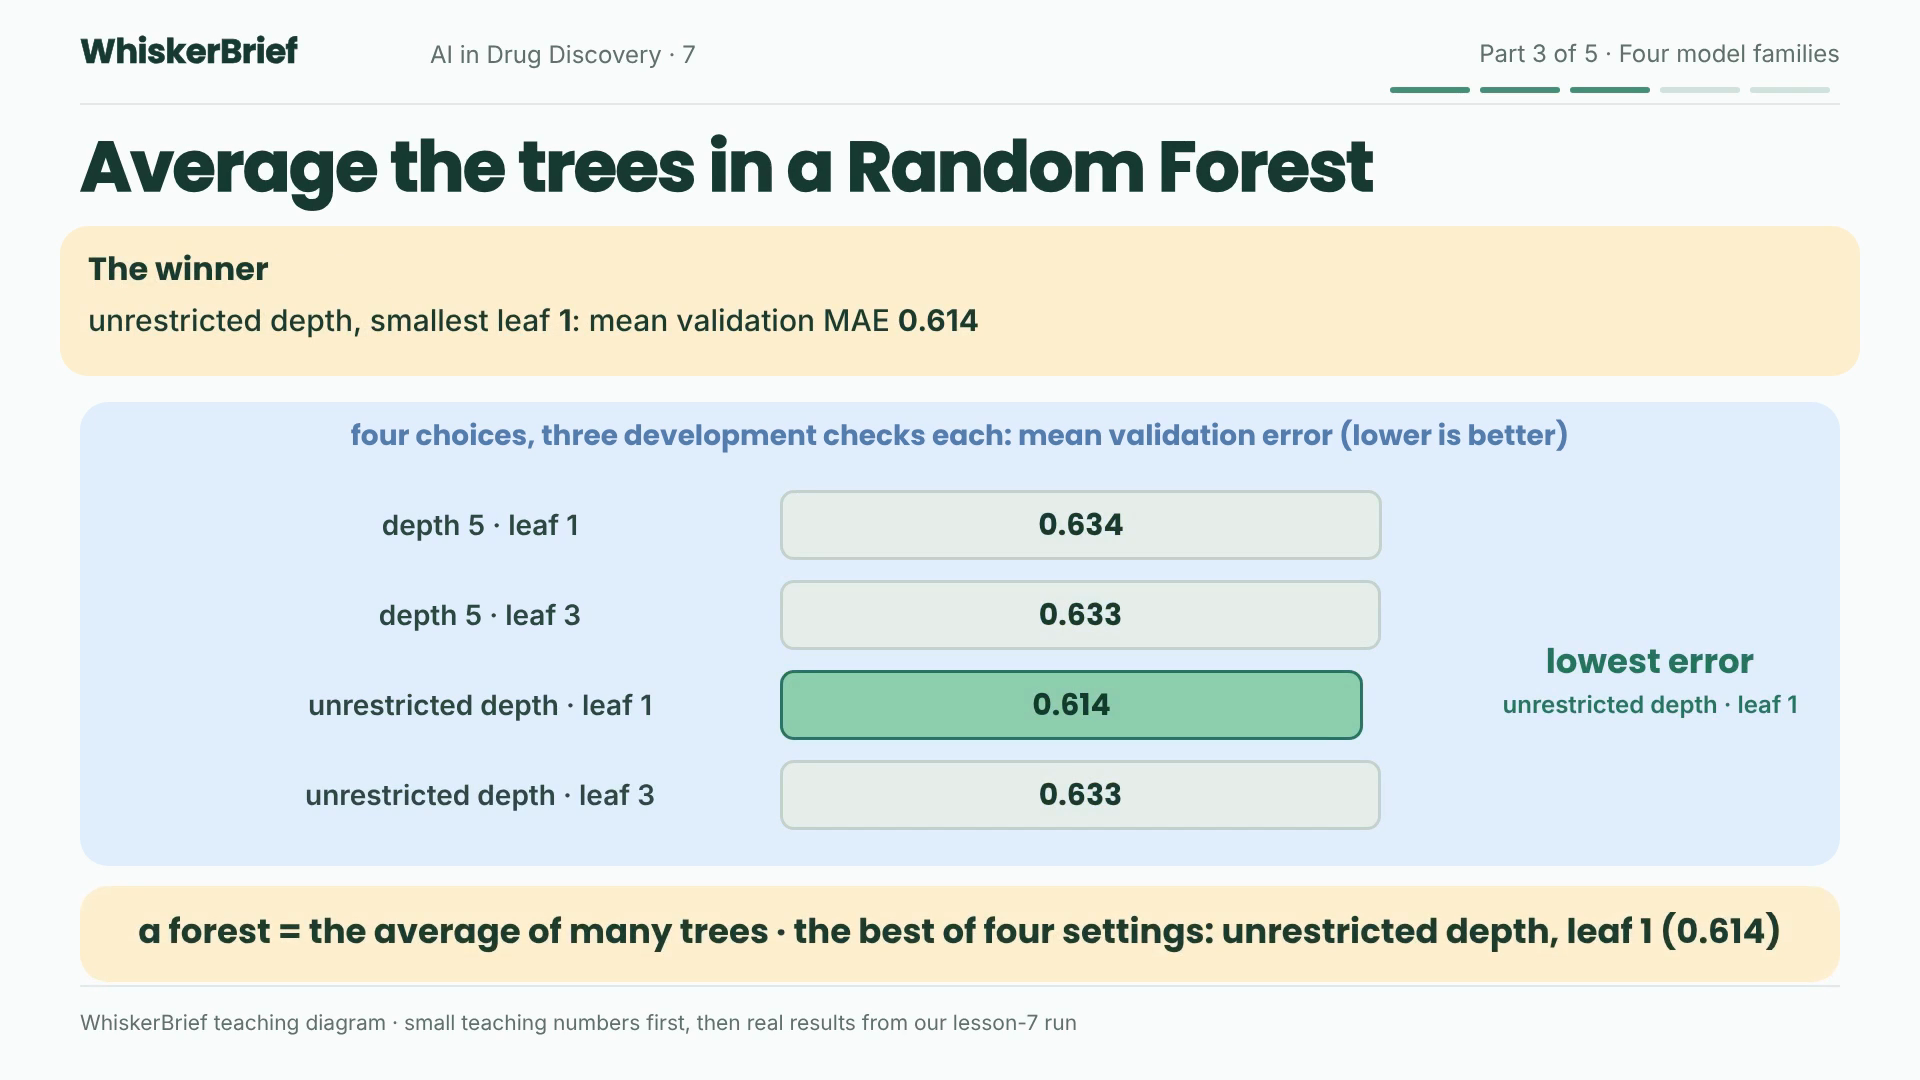 WhiskerBrief
AI in Drug Discovery · 7
Part 3 of 5 · Four model families
Average the trees in a Random Forest
The winner
unrestricted depth, smallest leaf 1: mean validation MAE 0.614
four choices, three development checks each: mean validation error (lower is better)
depth 5 · leaf 1
0.634
depth 5 · leaf 3
0.633
unrestricted depth · leaf 1
0.614
lowest error
unrestricted depth · leaf 1
unrestricted depth · leaf 3
0.633
a forest = the average of many trees · the best of four settings: unrestricted depth, leaf 1 (0.614)
WhiskerBrief teaching diagram · small teaching numbers first, then real results from our lesson-7 run